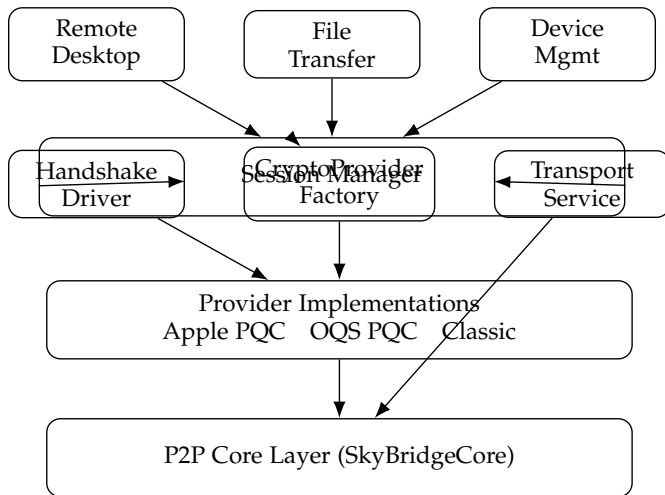 Remote
Desktop
File
Transfer
Device
Mgmt
Session Manager
Handshake
Driver
CryptoProvider
Factory
Transport
Service
Provider Implementations
Apple PQC OQS PQC Classic
P2P Core Layer (SkyBridgeCore)